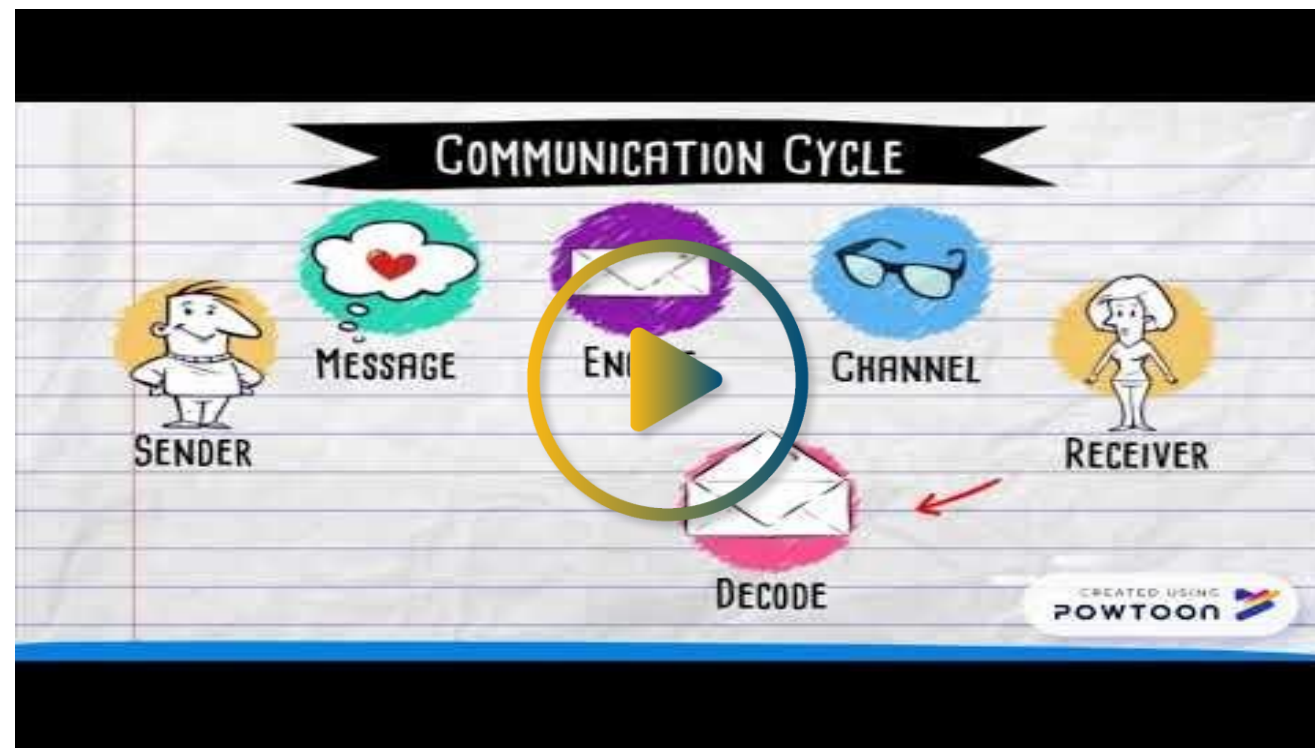 COMMUNICATION CYCLE
MESSAGE
CHANNEL
SENDER
RECEIVER
DECODE
CREATED USING
POWTOON